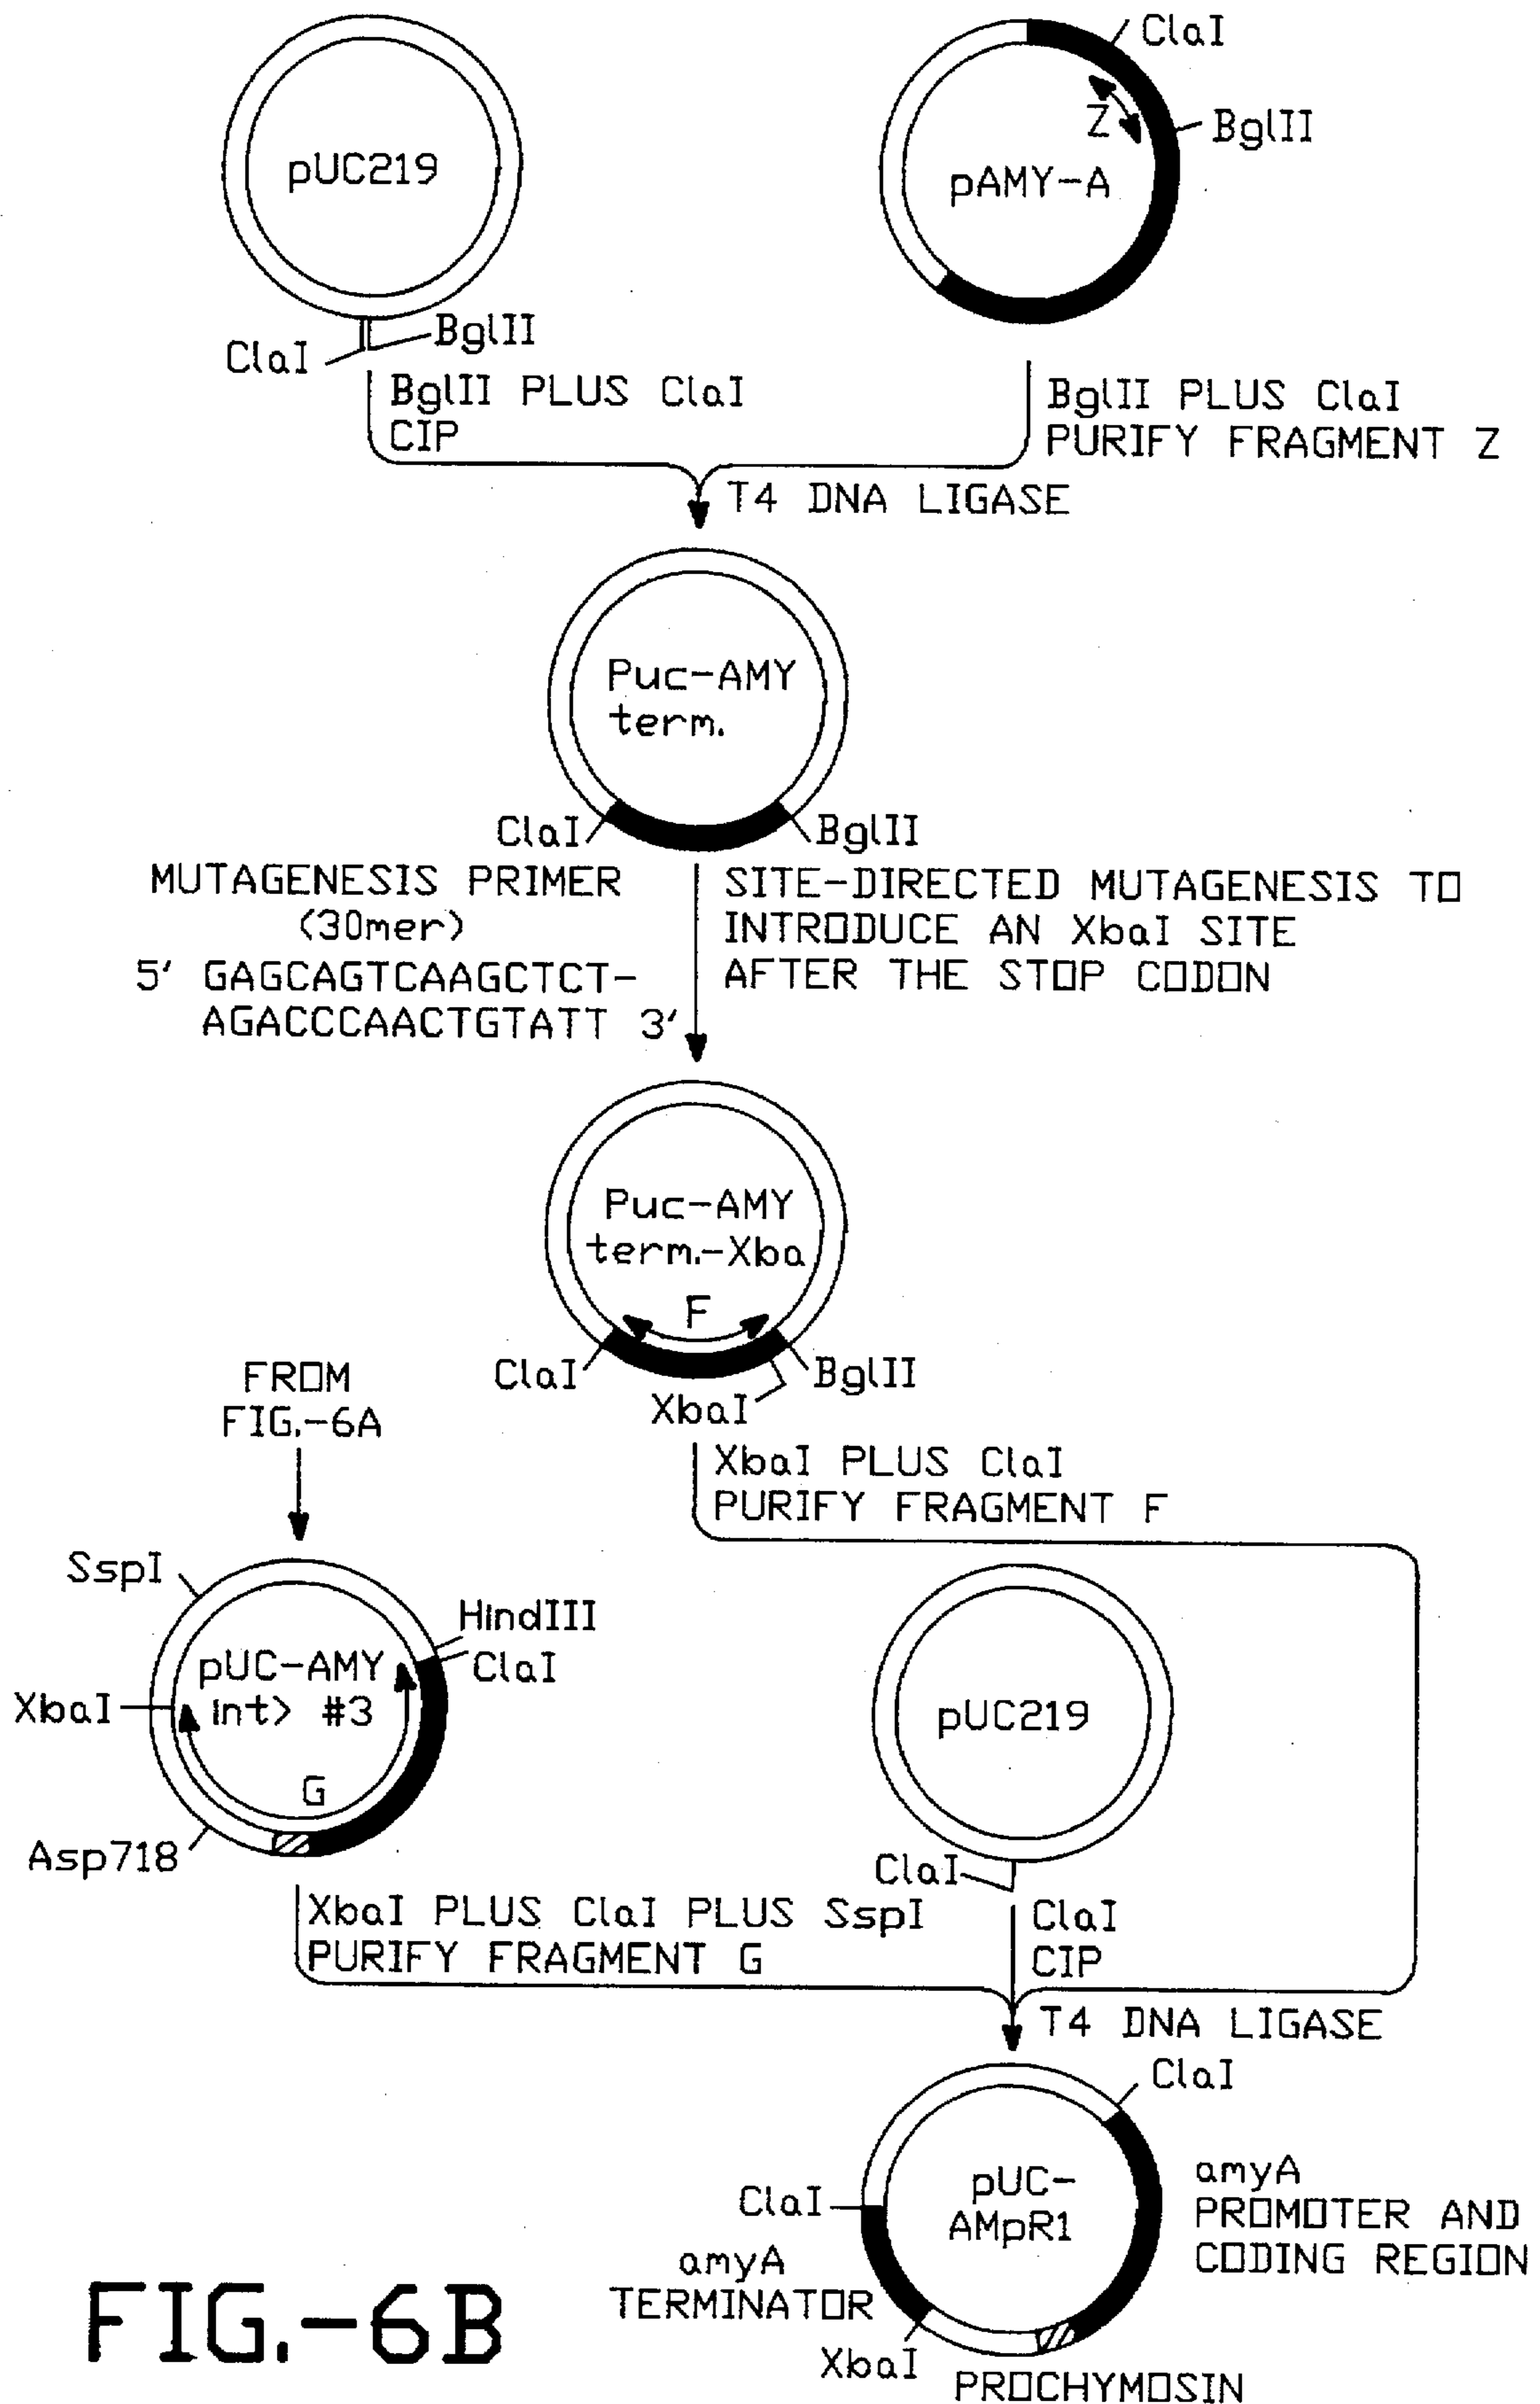 pUC219
ClaI
BglII
pAMY-A
Z
ClaI
BglII
BglII PLUS ClaI
CIP
BglII PLUS ClaI
PURIFY FRAGMENT Z
T4 DNA LIGASE
Puc-AMY
term.
ClaI
BglII
MUTAGENESIS PRIMER
(30mer)
5' GAGCAGTCAAGCTCT-
AGACCCAACTGTATT 3'
SITE-DIRECTED MUTAGENESIS TO
INTRODUCE AN XbaI SITE
AFTER THE STOP CODON
Puc-AMY
term.-Xba
F
ClaI
BglII
XbaI
XbaI PLUS ClaI
PURIFY FRAGMENT F
FROM
FIG.-6A
SspI
HindIII
ClaI
pUC-AMY
int> #3
XbaI
G
Asp718
XbaI PLUS ClaI PLUS SspI
PURIFY FRAGMENT G
pUC219
ClaI
ClaI
CIP
T4 DNA LIGASE
ClaI
pUC-
AMpR1
ClaI
amyA
PROMOTER AND
CODING REGION
amyA
TERMINATOR
XbaI
PROCHYMOSIN
FIG.-6B